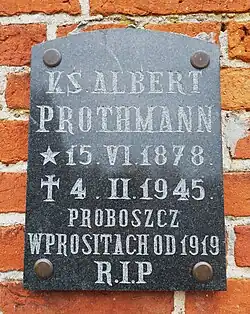 KS. ALBERT
PROTHMANN
★ 15. VI. 1878.
✝ 4 II. 1945.
PROBOSZCZ
W PROSITACH OD 1919
R.I.P